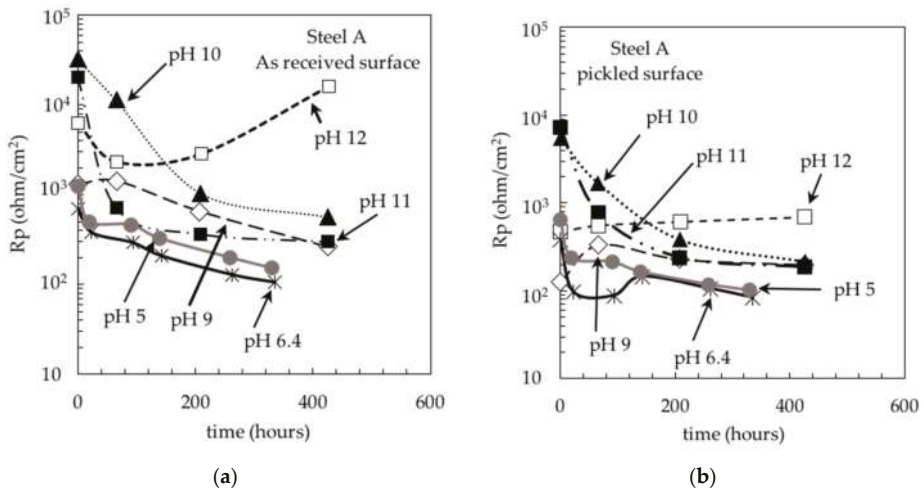 10⁵
10⁴
10³
10²
10
Rp (ohm/cm²)
Steel A
As received surface
pH 10
pH 12
pH 11
pH 5
pH 9
pH 6.4
0
200
400
600
time (hours)
(a)
10⁵
10⁴
10³
10²
10
Rp (ohm/cm²)
Steel A
pickled surface
pH 10
pH 11
pH 12
pH 5
pH 9
pH 6.4
0
200
400
600
time (hours)
(b)